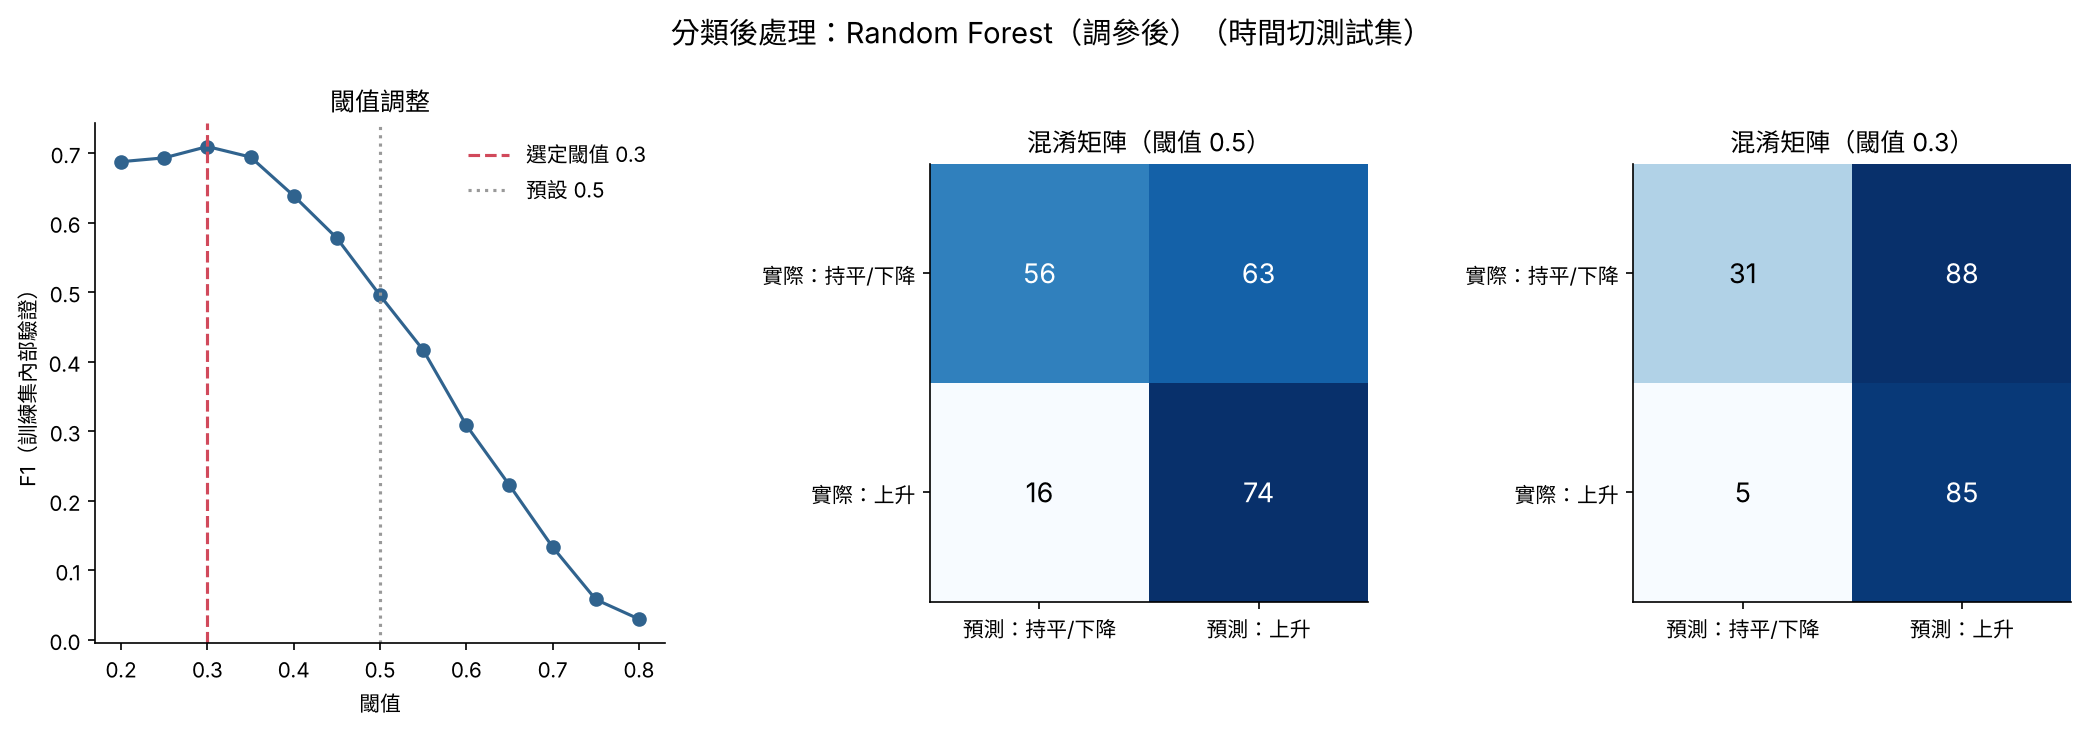 分類後處理：Random Forest（調參後）（時間切測試集）
閾值調整
選定閾值 0.3
預設 0.5
F1（訓練集內部驗證）
0.7
0.6
0.5
0.4
0.3
0.2
0.1
0.0
0.2
0.3
0.4
0.5
0.6
0.7
0.8
閾值
混淆矩陣（閾值 0.5）
實際：持平/下降
56
63
實際：上升
16
74
預測：持平/下降
預測：上升
混淆矩陣（閾值 0.3）
實際：持平/下降
31
88
實際：上升
5
85
預測：持平/下降
預測：上升